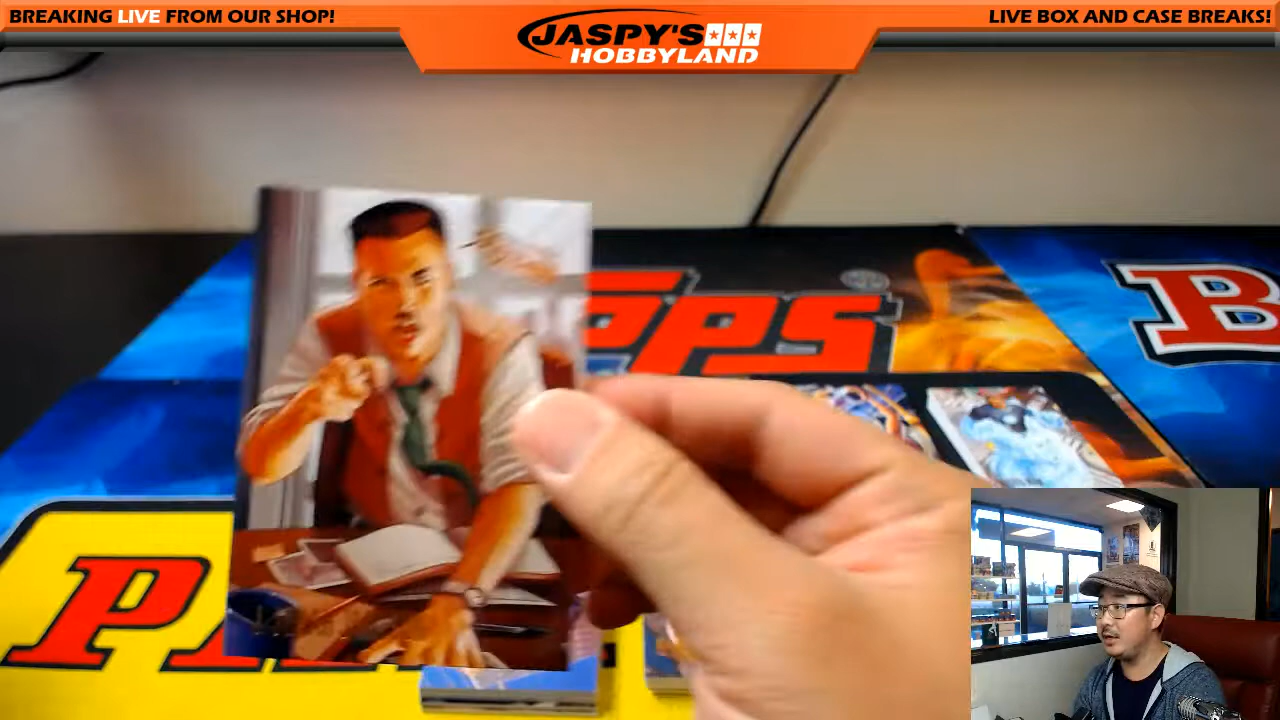 BREAKING LIVE FROM OUR SHOP!
JASPY'S
HOBBYLAND
LIVE BOX AND CASE BREAKS!
B
P